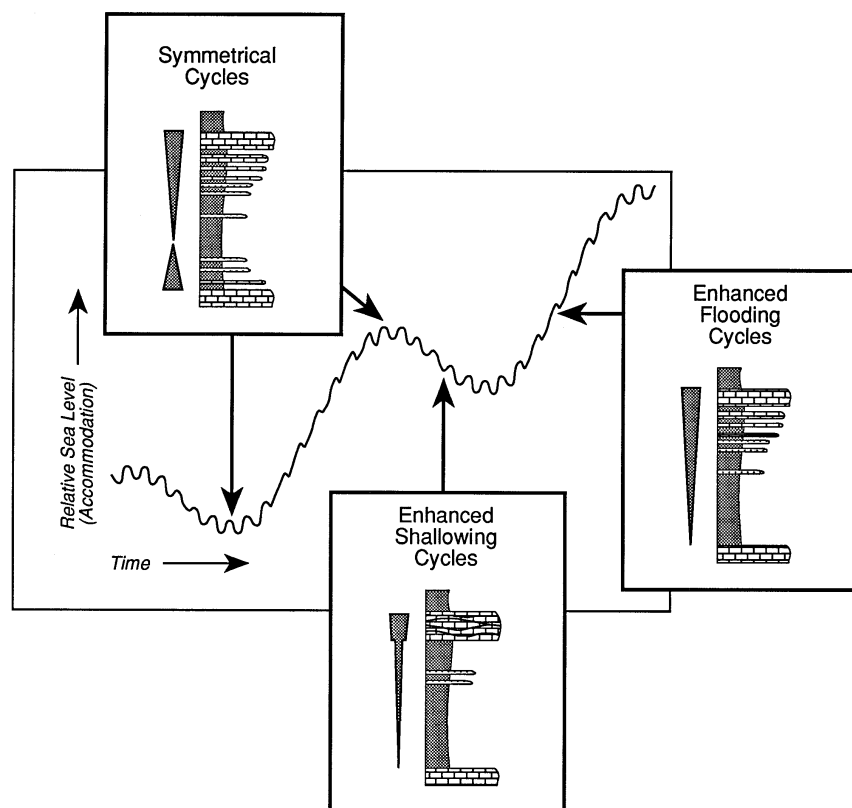 Symmetrical
Cycles
Enhanced
Flooding
Cycles
Relative Sea Level
(Accommodation)
Time
Enhanced
Shallowing
Cycles